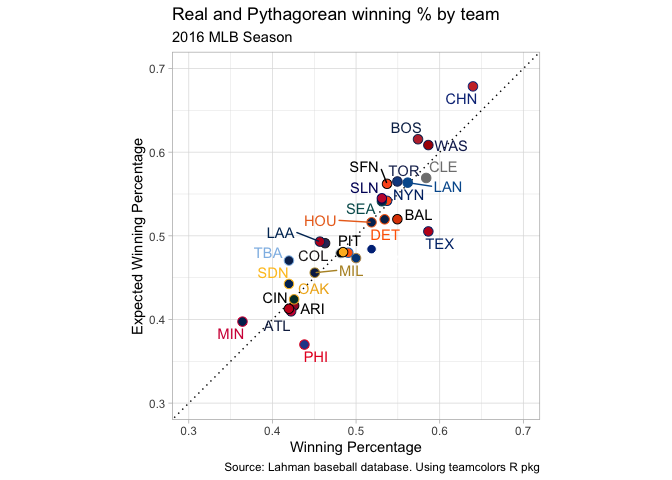 Real and Pythagorean winning % by team
2016 MLB Season
0.7
0.6
0.5
0.4
0.3
Expected Winning Percentage
CHN
BOS
WAS
SFN
TOR
CLE
SLN
NYN
LAN
SEA
HOU
BAL
LAA
PIT
DET
TEX
TBA
COL
SDN
MIL
OAK
CIN
ARI
ATL
MIN
PHI
0.3
0.4
0.5
0.6
0.7
Winning Percentage
Source: Lahman baseball database. Using teamcolors R pkg